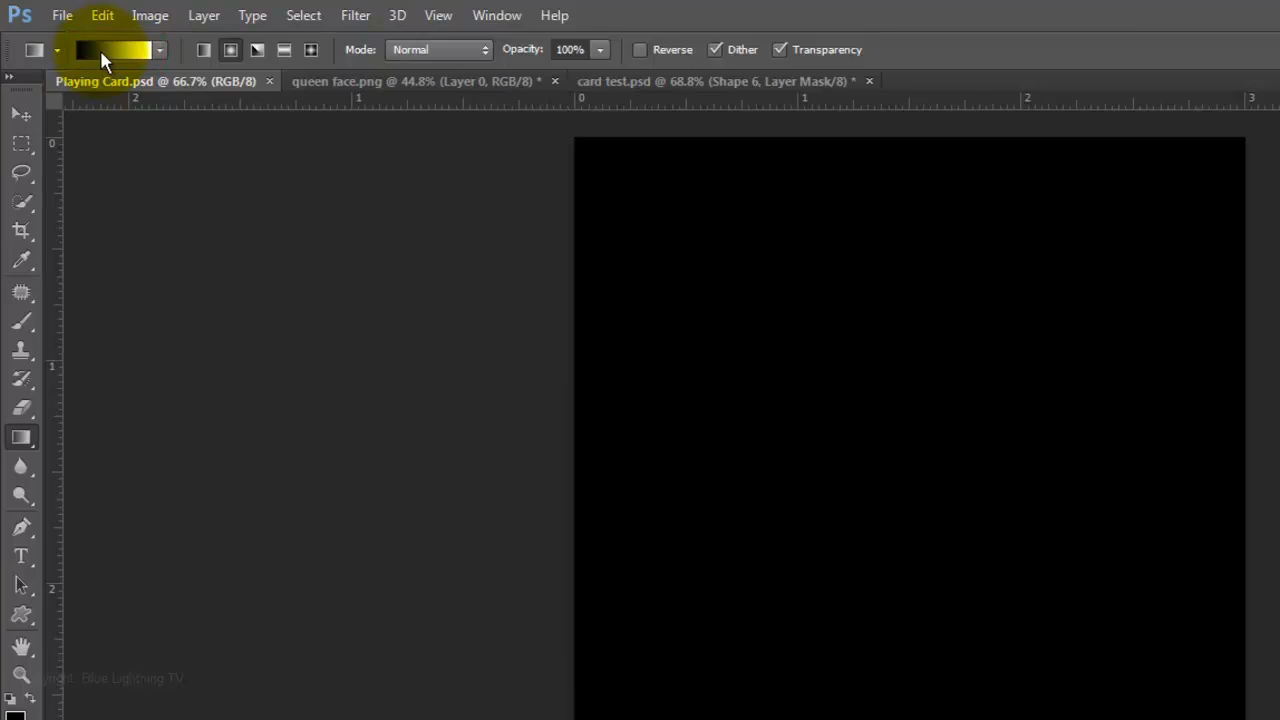 Ps File Edit Image Layer Type Select Filter 3D View Window Help
Mode: Normal Opacity: 100% Reverse Dither Transparency
Playing Card.psd @ 66.7% (RGB/8) × queen face.png @ 44.8% (Layer 0, RGB/8) * × card test.psd @ 68.8% (Shape 6, Layer Mask/8) * ×
2 1 0 1 2 3
0
1
T
2
Blue Lightning TV